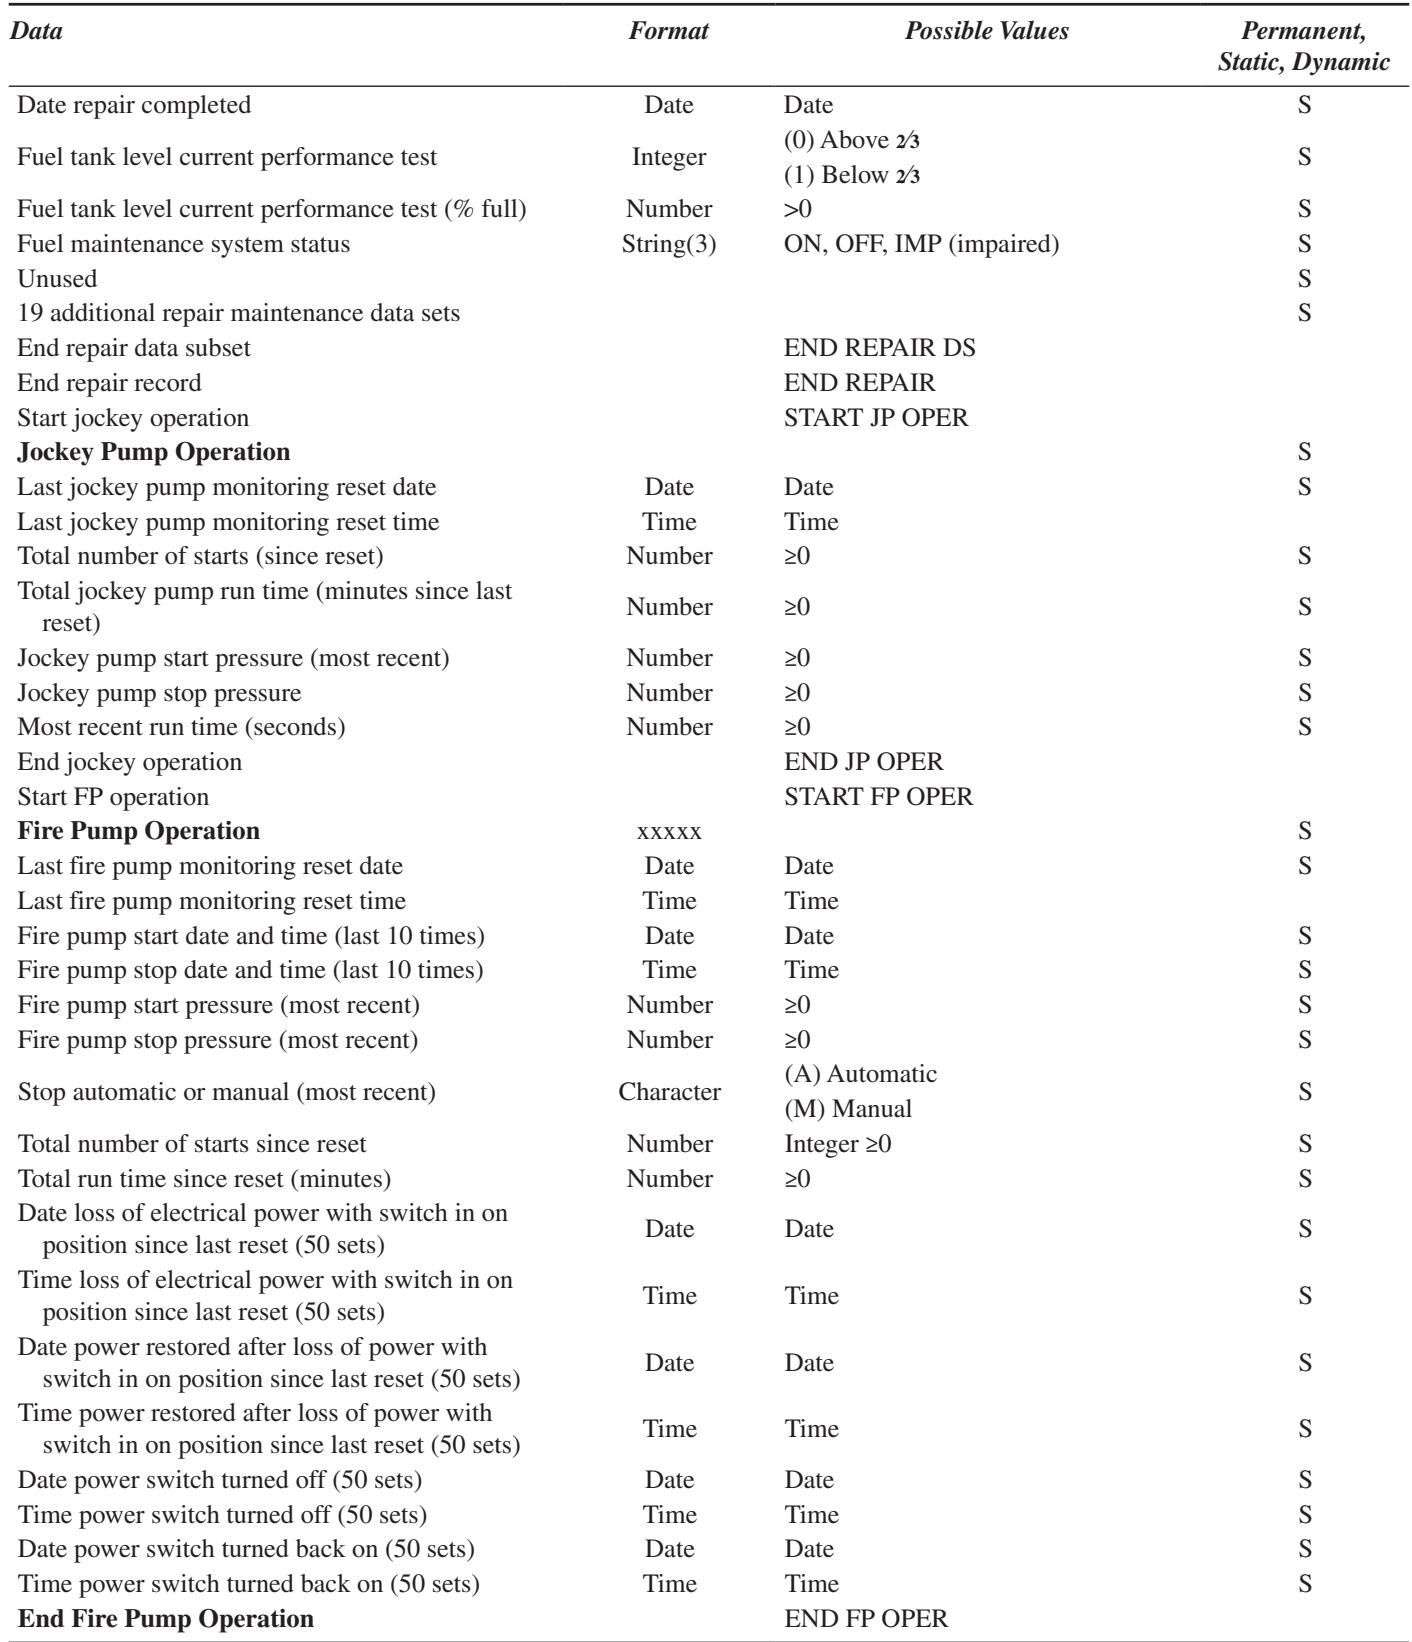 Data Format Possible Values Permanent,
Static, Dynamic
Date repair completed Date Date S
Fuel tank level current performance test Integer (0) Above 2⁄3 S
(1) Below 2⁄3
Fuel tank level current performance test (% full) Number >0 S
Fuel maintenance system status String(3) ON, OFF, IMP (impaired) S
Unused S
19 additional repair maintenance data sets S
End repair data subset END REPAIR DS
End repair record END REPAIR
Start jockey operation START JP OPER
Jockey Pump Operation S
Last jockey pump monitoring reset date Date Date S
Last jockey pump monitoring reset time Time Time
Total number of starts (since reset) Number ≥0 S
Total jockey pump run time (minutes since last
reset) Number ≥0 S
Jockey pump start pressure (most recent) Number ≥0 S
Jockey pump stop pressure Number ≥0 S
Most recent run time (seconds) Number ≥0 S
End jockey operation END JP OPER
Start FP operation START FP OPER
Fire Pump Operation xxxxx S
Last fire pump monitoring reset date Date Date S
Last fire pump monitoring reset time Time Time
Fire pump start date and time (last 10 times) Date Date S
Fire pump stop date and time (last 10 times) Time Time S
Fire pump start pressure (most recent) Number ≥0 S
Fire pump stop pressure (most recent) Number ≥0 S
Stop automatic or manual (most recent) Character (A) Automatic S
(M) Manual
Total number of starts since reset Number Integer ≥0 S
Total run time since reset (minutes) Number ≥0 S
Date loss of electrical power with switch in on
position since last reset (50 sets) Date Date S
Time loss of electrical power with switch in on
position since last reset (50 sets) Time Time S
Date power restored after loss of power with
switch in on position since last reset (50 sets) Date Date S
Time power restored after loss of power with
switch in on position since last reset (50 sets) Time Time S
Date power switch turned off (50 sets) Date Date S
Time power switch turned off (50 sets) Time Time S
Date power switch turned back on (50 sets) Date Date S
Time power switch turned back on (50 sets) Time Time S
End Fire Pump Operation END FP OPER